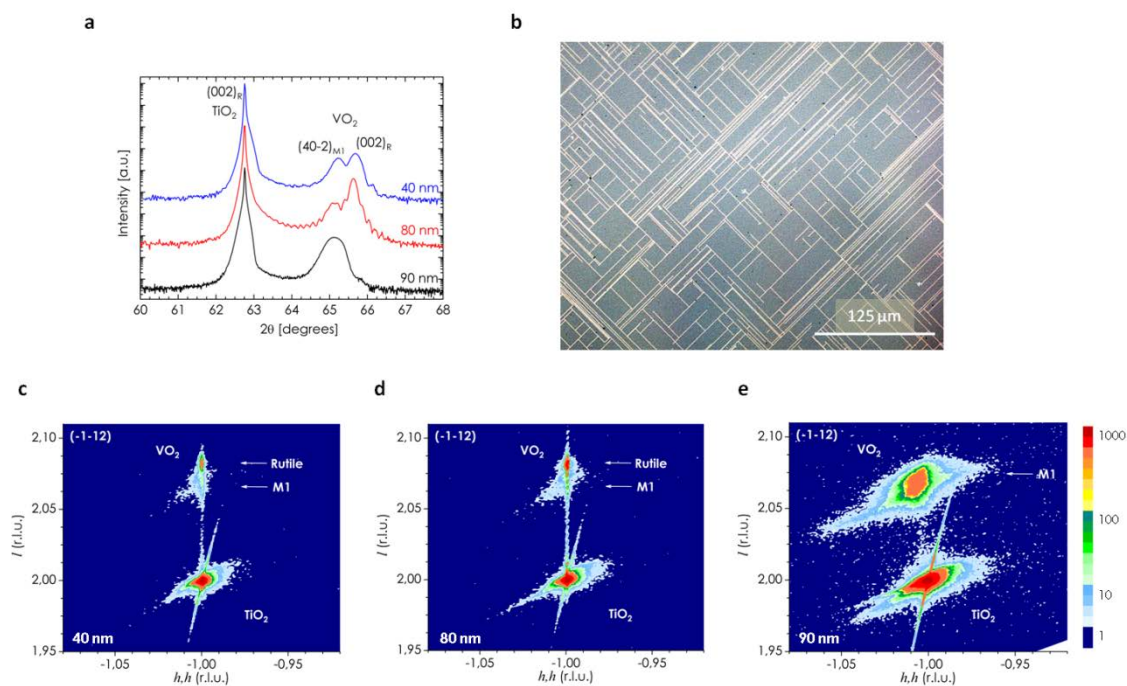 a
(002)R
TiO2
VO2
(40-2)M1
(002)R
40 nm
80 nm
90 nm
Intensity [a.u.]
60 61 62 63 64 65 66 67 68
2θ [degrees]
b
125 µm
c
(-1-12)
VO2
Rutile
M1
TiO2
40 nm
2,10
2,05
2,00
1,95
l (r.l.u.)
-1,05 -1,00 -0,95
h,h (r.l.u.)
d
(-1-12)
VO2
Rutile
M1
TiO2
80 nm
2,10
2,05
2,00
1,95
l (r.l.u.)
-1,05 -1,00 -0,95
h,h (r.l.u.)
e
(-1-12)
VO2
M1
TiO2
90 nm
2,10
2,05
2,00
1,95
l (r.l.u.)
-1,05 -1,00 -0,95
h,h (r.l.u.)
1000
100
10
1